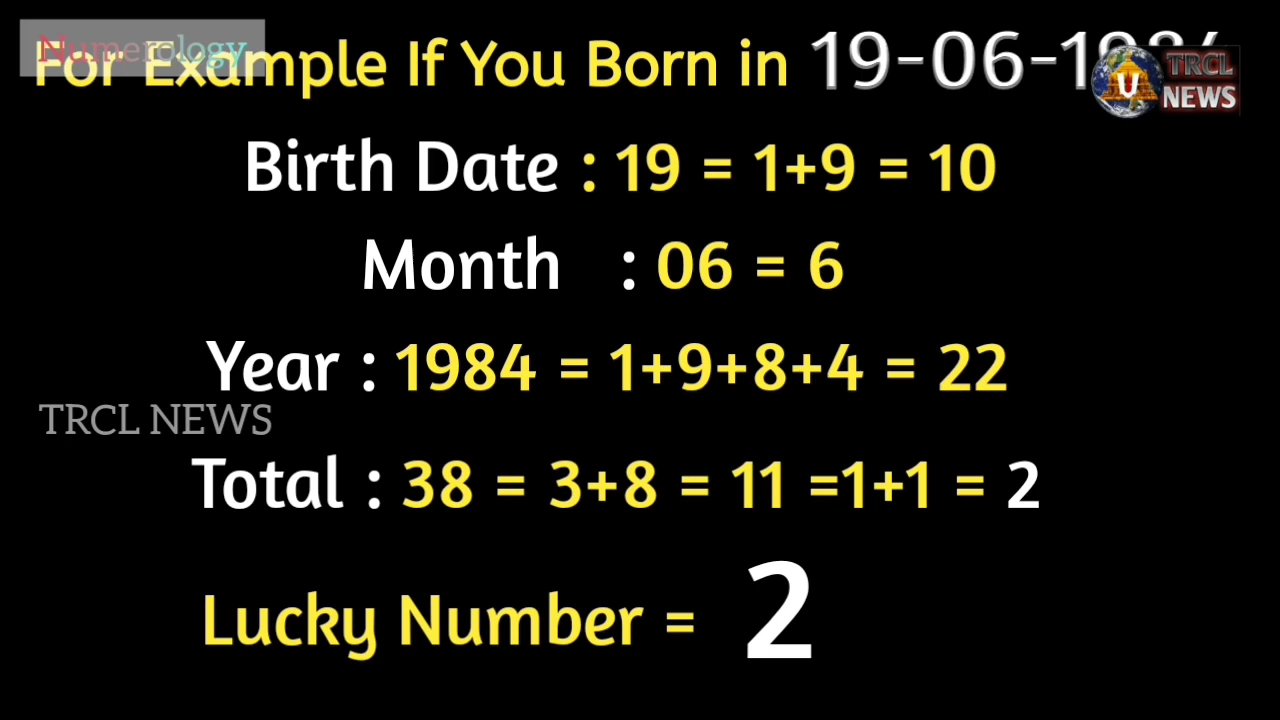 Numerology
For Example If You Born in 19-06-1984
TRCL
NEWS
Birth Date : 19 = 1+9 = 10
Month : 06 = 6
Year : 1984 = 1+9+8+4 = 22
TRCL NEWS
Total : 38 = 3+8 = 11 =1+1 = 2
Lucky Number = 2